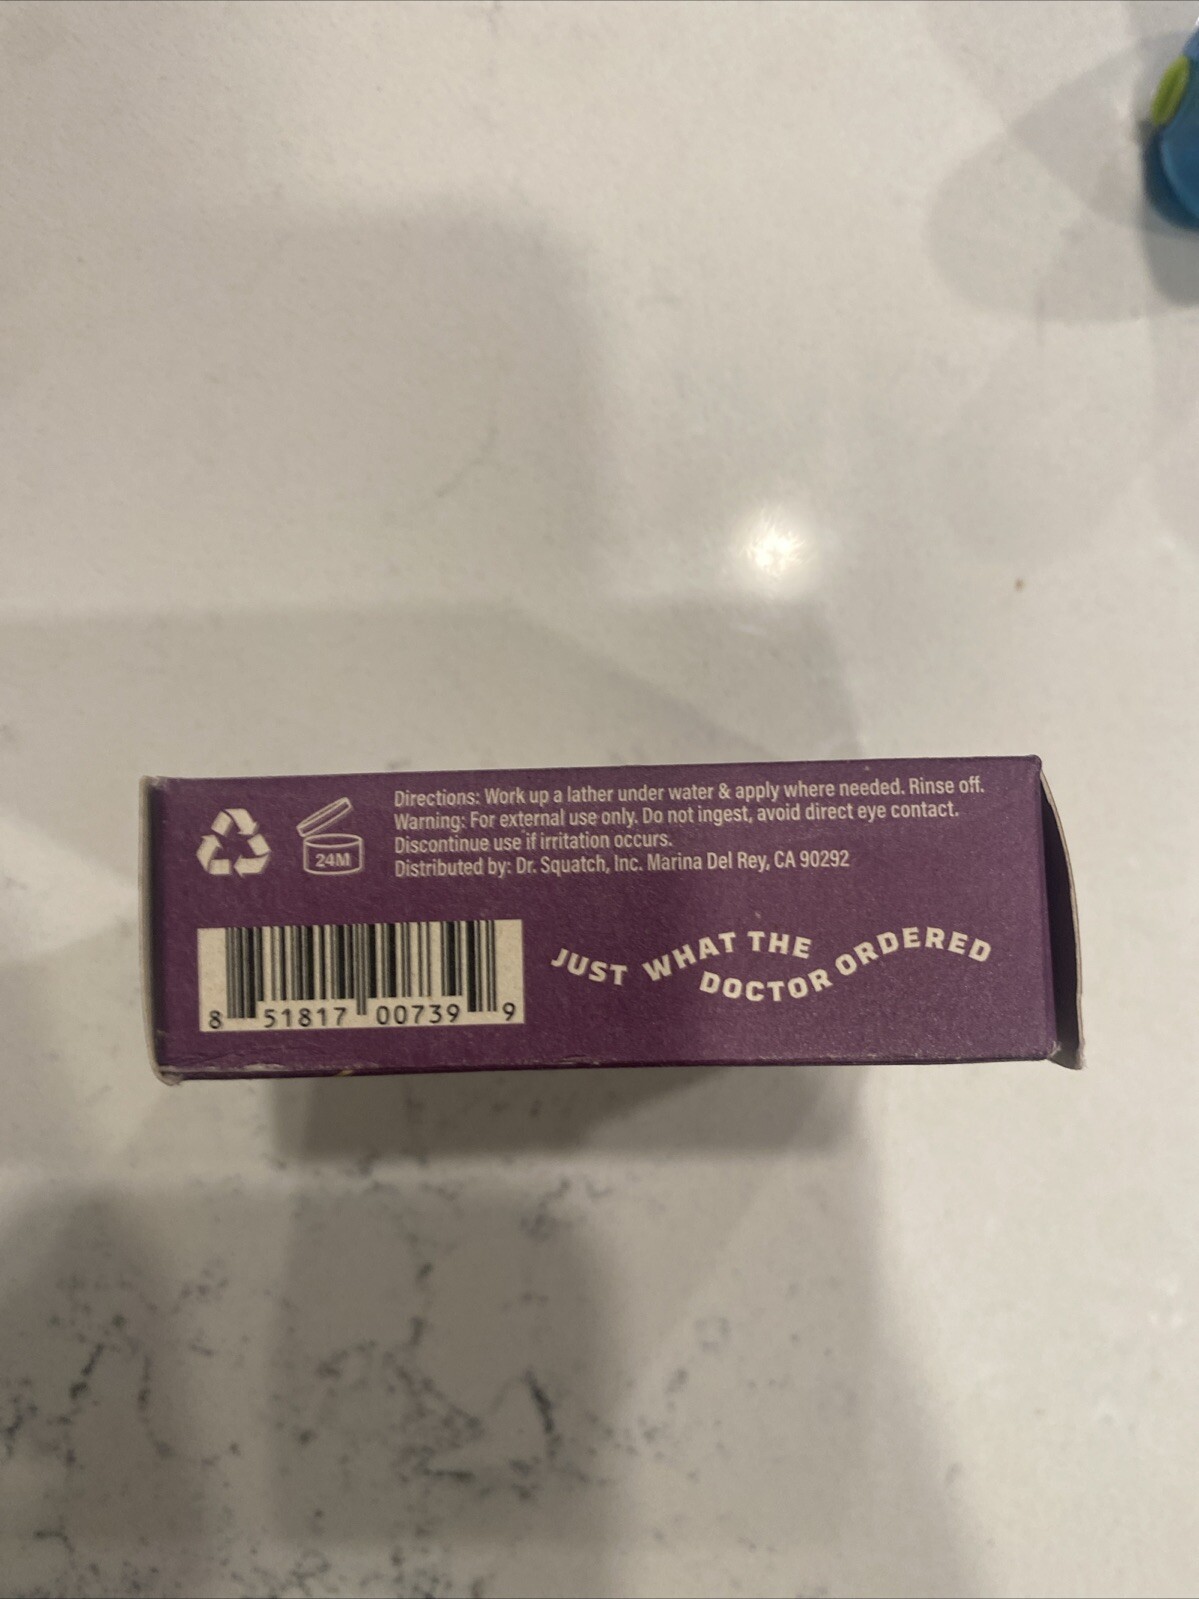 Directions: Work up a lather under water & apply where needed. Rinse off.
Warning: For external use only. Do not ingest, avoid direct eye contact.
Discontinue use if irritation occurs.
Distributed by: Dr. Squatch, Inc. Marina Del Rey, CA 90292
24M
8 51817 00739 9
JUST WHAT THE
DOCTOR ORDERED